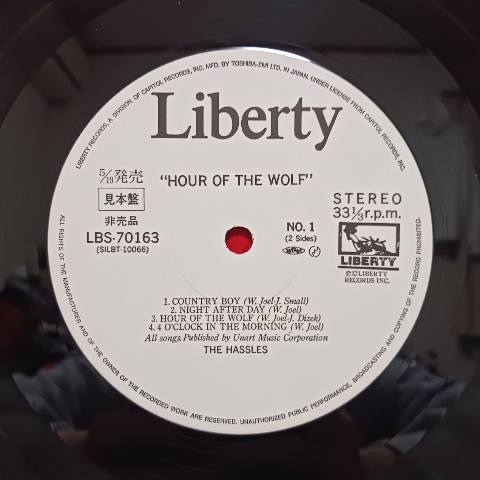 LIBERTY RECORDS, A DIVISION OF CAPITOL RECORDS, INC. MFD. BY TOSHIBA-EMI LTD. IN JAPAN, UNDER LICENSE FROM CAPITOL RECORDS, INC.
Liberty
5/19発売
"HOUR OF THE WOLF"
見本盤
非売品
STEREO
33 1/3 r.p.m.
LBS-70163
(SILBT-10066)
NO. 1
(2 Sides)
LIBERTY
©LIBERTY
RECORDS INC.
1. COUNTRY BOY (W. Joel-J. Small)
2. NIGHT AFTER DAY (W. Joel)
3. HOUR OF THE WOLF (W. Joel-J. Dizek)
4. 4 O'CLOCK IN THE MORNING (W. Joel)
All songs Published by Unart Music Corporation
THE HASSLES
ALL RIGHTS OF THE MANUFACTURER AND OF THE OWNER OF THE RECORDED WORK ARE RESERVED. UNAUTHORIZED PUBLIC PERFORMANCE, BROADCASTING AND COPYING OF THE RECORD PROHIBITED.